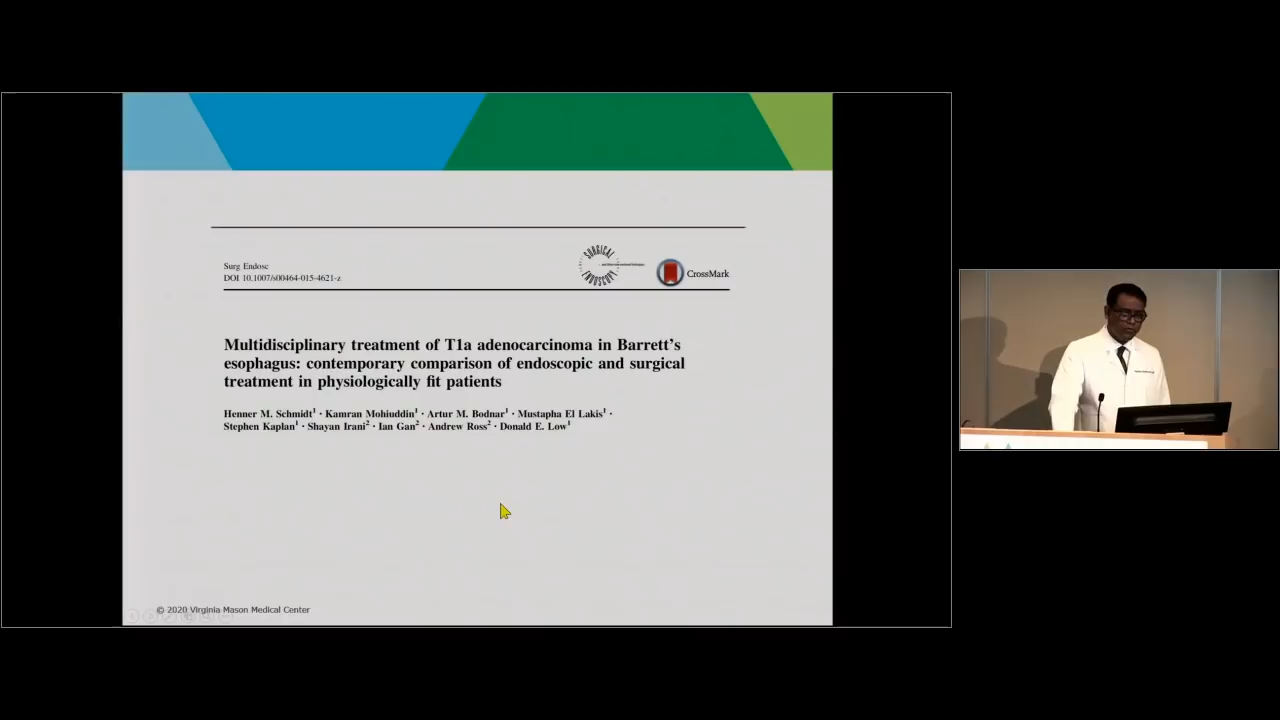 Surg Endosc
DOI 10.1007/s00464-015-4621-z
SURGICAL
ENDOSCOPY
CrossMark
Multidisciplinary treatment of T1a adenocarcinoma in Barrett's
esophagus: contemporary comparison of endoscopic and surgical
treatment in physiologically fit patients
Henner M. Schmidt1 · Kamran Mohiuddin1 · Artur M. Bodnar1 · Mustapha El Lakis1 ·
Stephen Kaplan1 · Shayan Irani2 · Ian Gan2 · Andrew Ross2 · Donald E. Low1
© 2020 Virginia Mason Medical Center